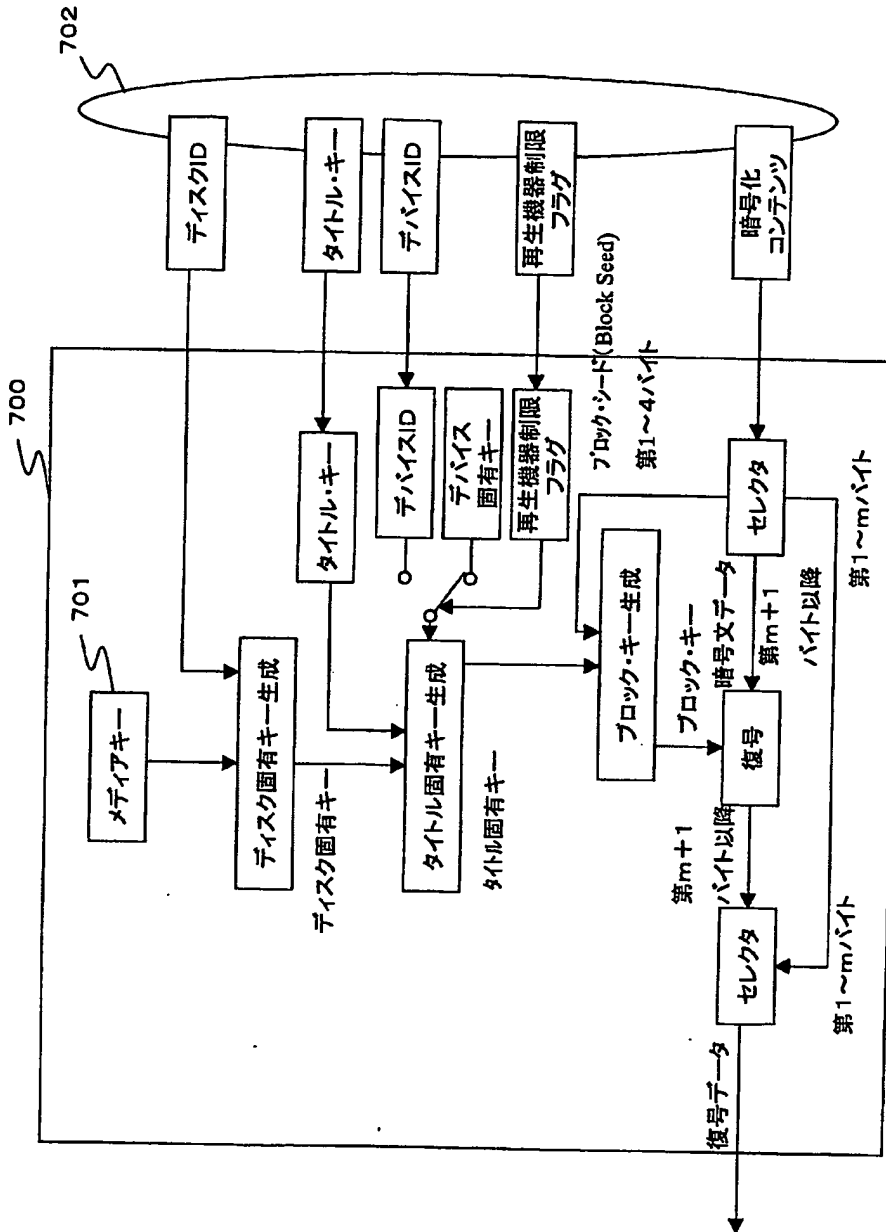 700
702
701
メディアキー
ディスク固有キー生成
ディスク固有キー
タイトル固有キー生成
タイトル固有キー
タイトル・キー
デバイスID
デバイス
固有キー
再生機器制限
フラグ
ディスクID
タイトル・キー
デバイスID
再生機器制限
フラグ
暗号化
コンテンツ
ブロック・シード(Block Seed)
第1~4バイト
ブロック・キー生成
ブロック・キー
セレクタ
暗号文データ
第m+1
バイト以降
第1~mバイト
復号
第m+1
バイト以降
セレクタ
第1~mバイト
復号データ